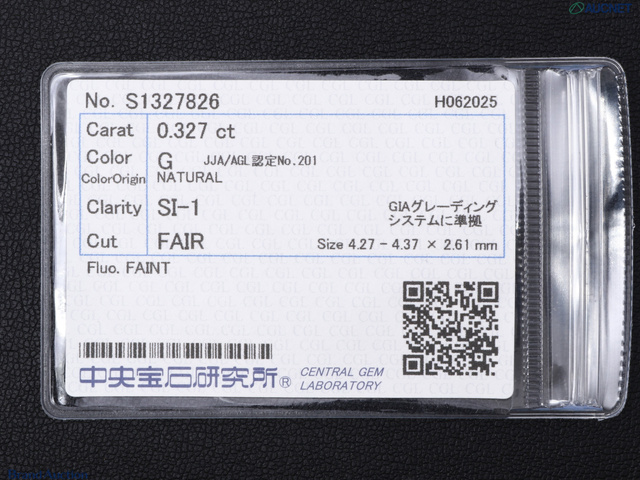 AUCNET
No. S1327826
H062025
Carat 0.327 ct
Color G JJA/AGL認定No.201
ColorOrigin NATURAL
Clarity SI-1
GIAグレーディング
システムに準拠
Cut FAIR Size 4.27 - 4.37 × 2.61 mm
Fluo. FAINT
中央宝石研究所® CENTRAL GEM
LABORATORY